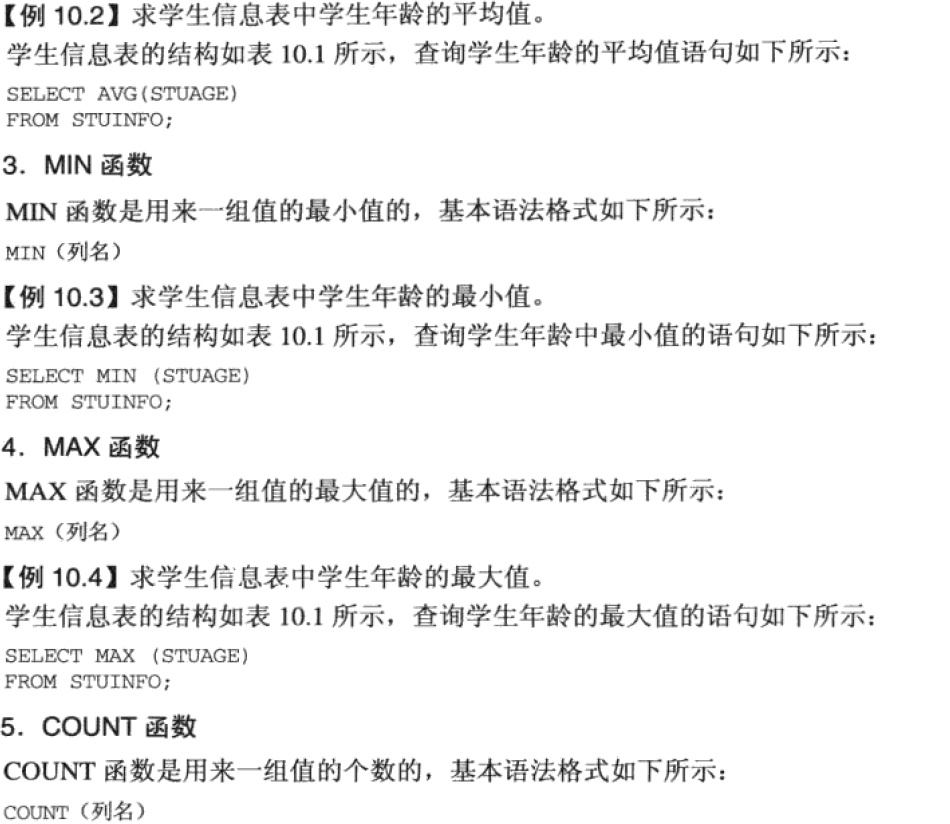 【例 10.2】求学生信息表中学生年龄的平均值。
学生信息表的结构如表 10.1 所示，查询学生年龄的平均值语句如下所示：
SELECT AVG(STUAGE)
FROM STUINFO;
3．MIN 函数
MIN 函数是用来一组值的最小值的，基本语法格式如下所示：
MIN（列名）
【例 10.3】求学生信息表中学生年龄的最小值。
学生信息表的结构如表 10.1 所示，查询学生年龄中最小值的语句如下所示：
SELECT MIN (STUAGE)
FROM STUINFO;
4．MAX 函数
MAX 函数是用来一组值的最大值的，基本语法格式如下所示：
MAX（列名）
【例 10.4】求学生信息表中学生年龄的最大值。
学生信息表的结构如表 10.1 所示，查询学生年龄的最大值的语句如下所示：
SELECT MAX (STUAGE)
FROM STUINFO;
5．COUNT 函数
COUNT 函数是用来一组值的个数的，基本语法格式如下所示：
COUNT（列名）